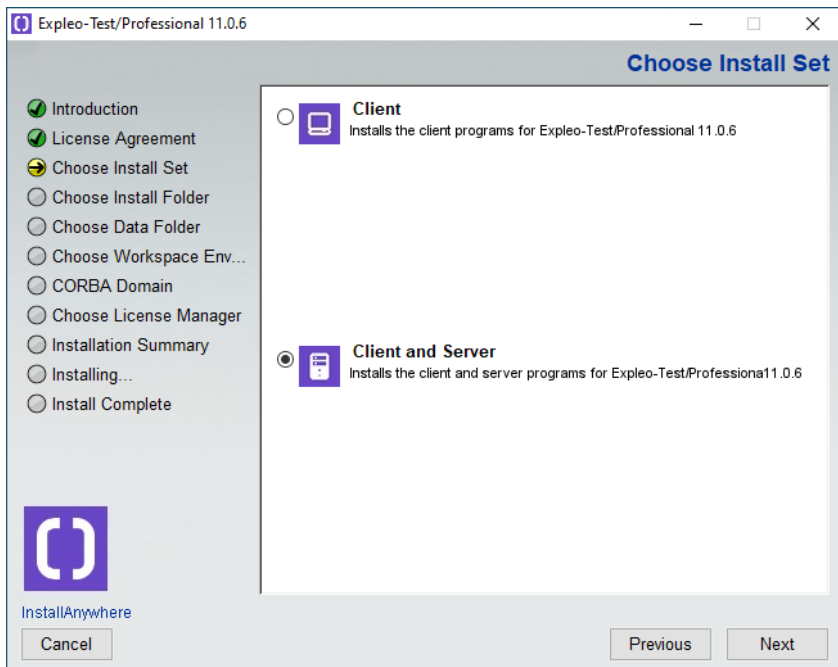 Expleo-Test/Professional 11.0.6
Choose Install Set
Introduction
License Agreement
Choose Install Set
Choose Install Folder
Choose Data Folder
Choose Workspace Env...
CORBA Domain
Choose License Manager
Installation Summary
Installing...
Install Complete
Client
Installs the client programs for Expleo-Test/Professional 11.0.6
Client and Server
Installs the client and server programs for Expleo-Test/Professiona11.0.6
InstallAnywhere
Cancel
Previous
Next